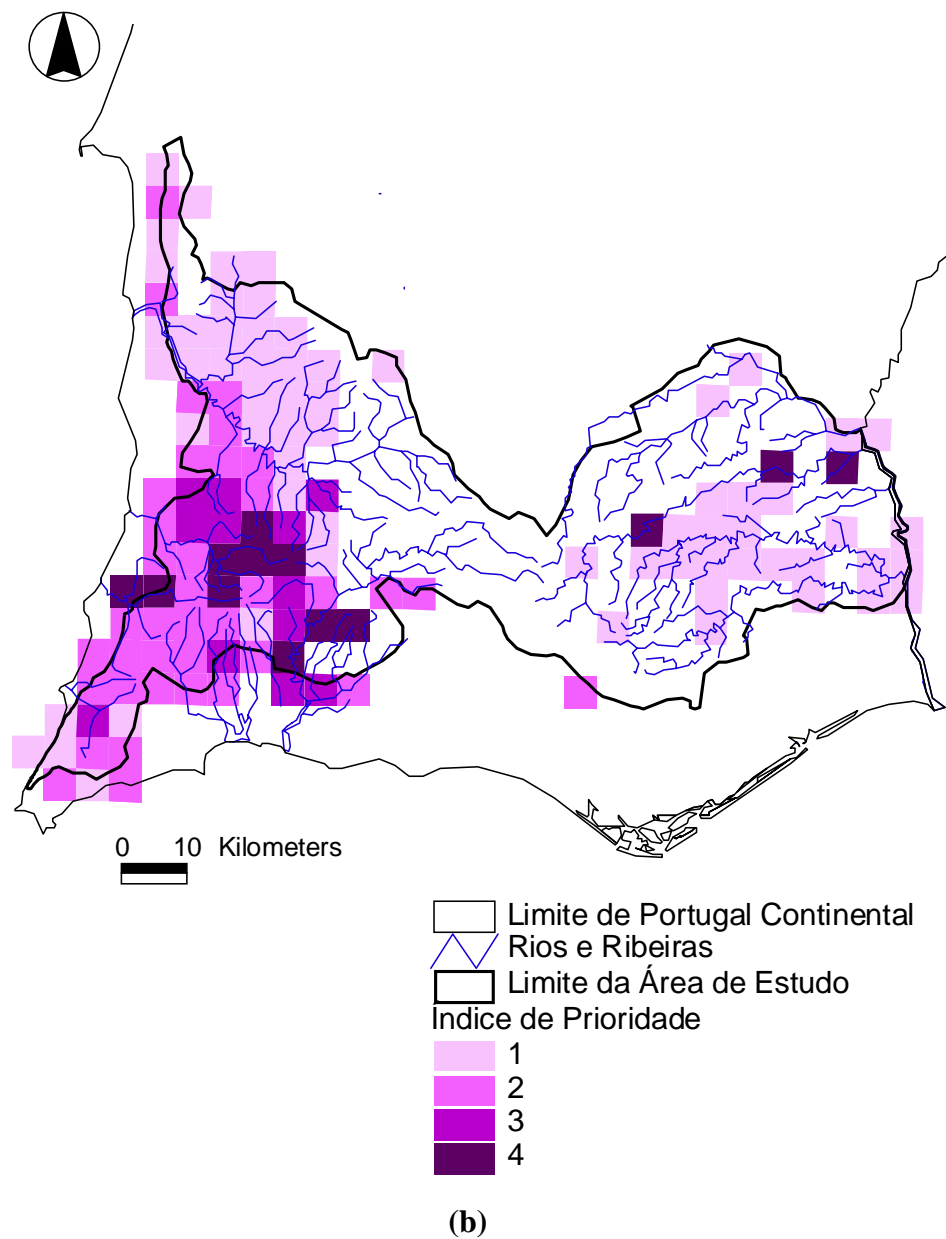 0 10 Kilometers
Limite de Portugal Continental
Rios e Ribeiras
Limite da Área de Estudo
Indice de Prioridade
1
2
3
4
(b)